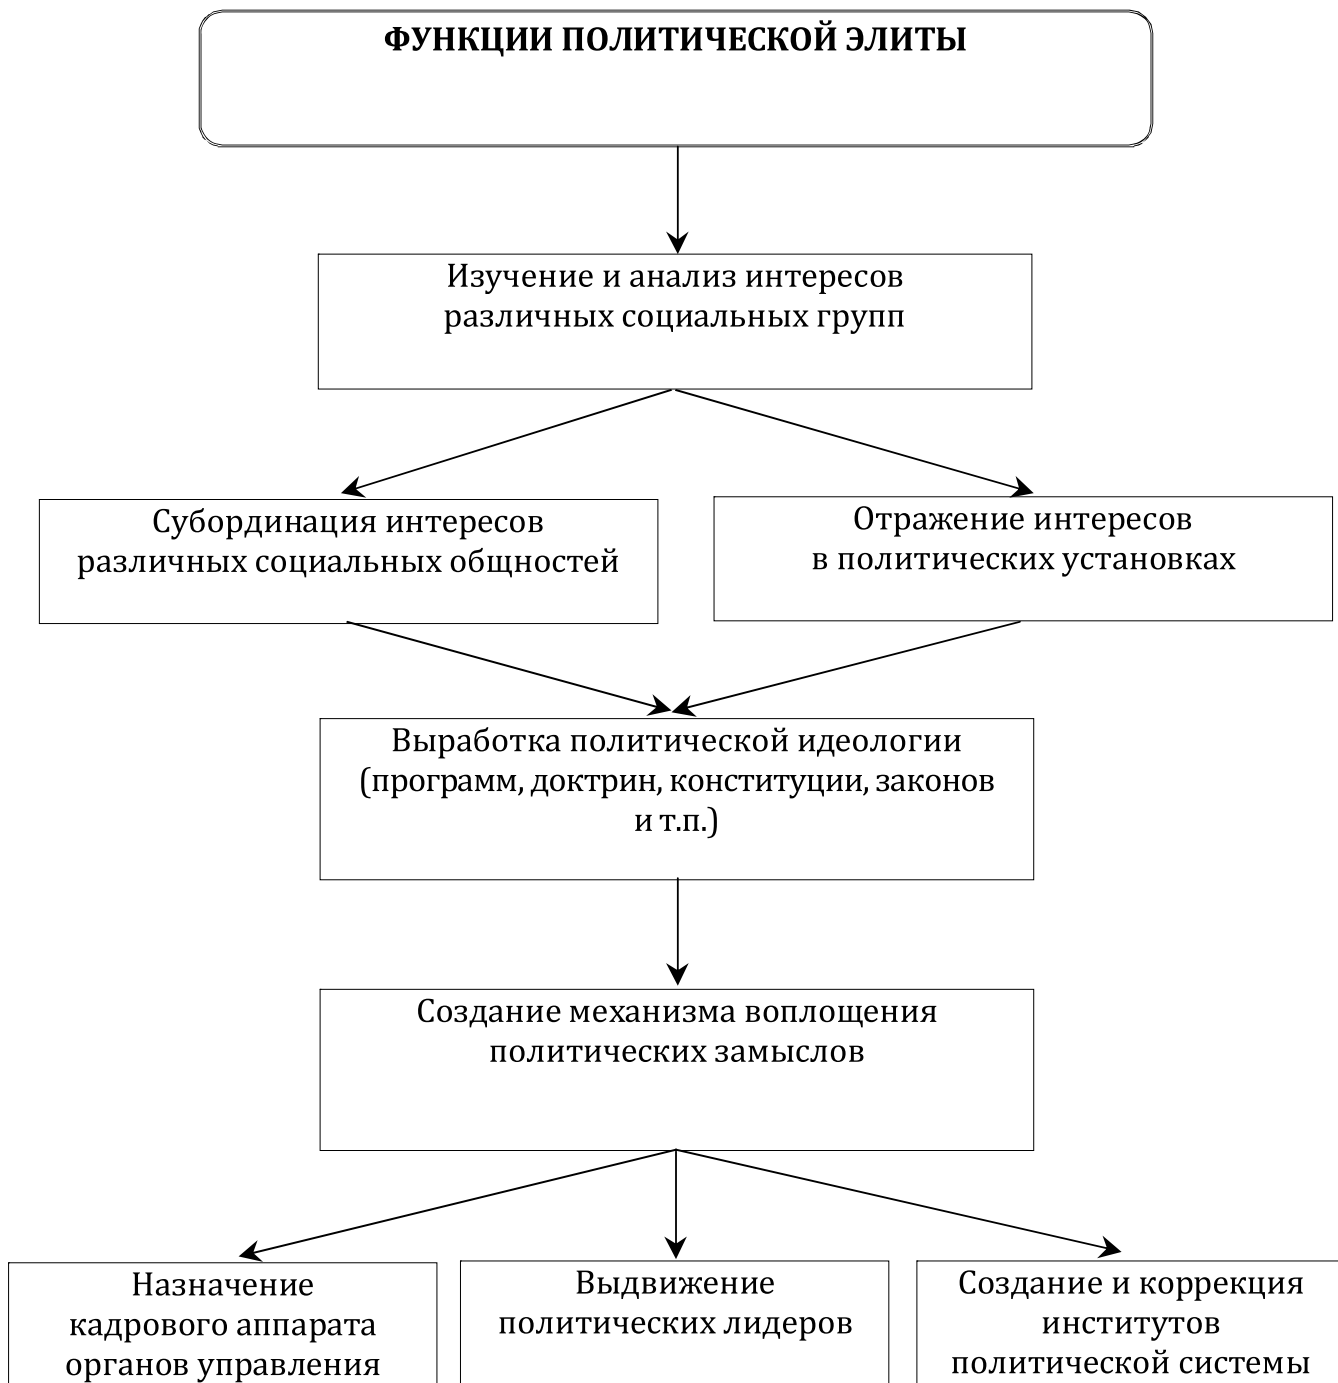 ФУНКЦИИ ПОЛИТИЧЕСКОЙ ЭЛИТЫ
Изучение и анализ интересов
различных социальных групп
Субординация интересов
различных социальных общностей
Отражение интересов
в политических установках
Выработка политической идеологии
(программ, доктрин, конституции, законов
и т.п.)
Создание механизма воплощения
политических замыслов
Назначение
кадрового аппарата
органов управления
Выдвижение
политических лидеров
Создание и коррекция
институтов
политической системы